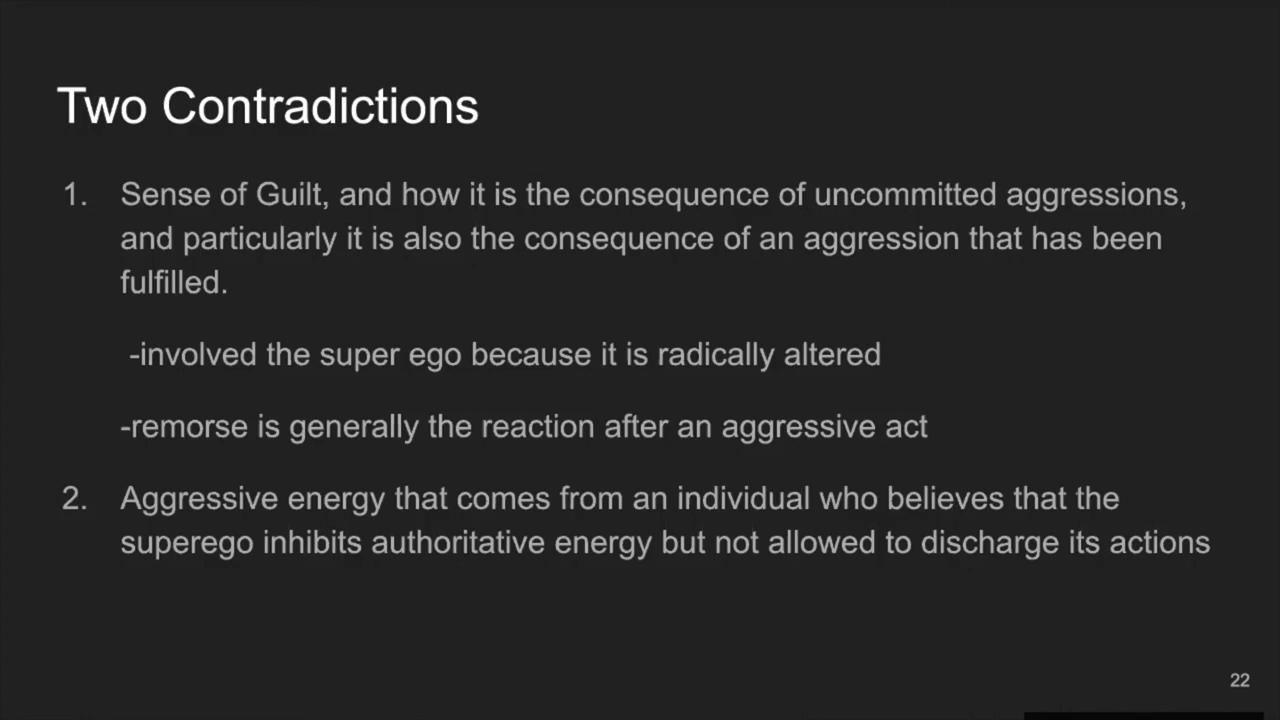 Two Contradictions
1. Sense of Guilt, and how it is the consequence of uncommitted aggressions,
and particularly it is also the consequence of an aggression that has been
fulfilled.
-involved the super ego because it is radically altered
-remorse is generally the reaction after an aggressive act
2. Aggressive energy that comes from an individual who believes that the
superego inhibits authoritative energy but not allowed to discharge its actions
22